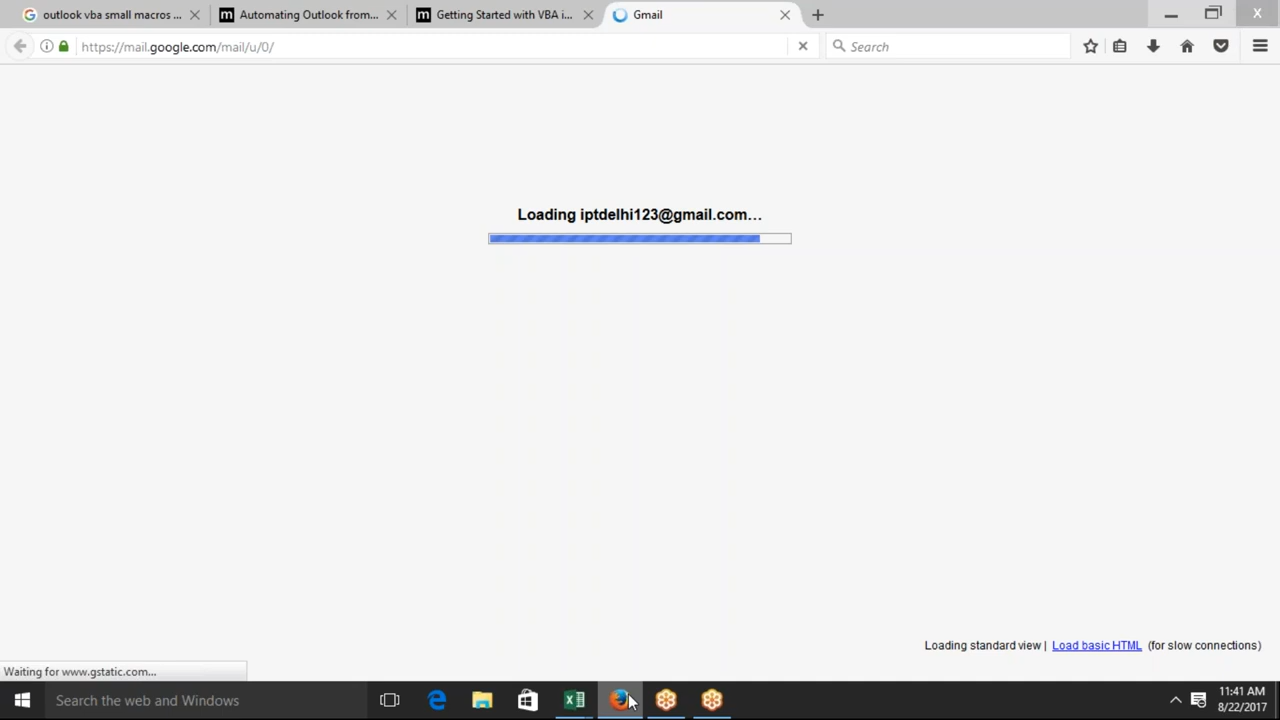 outlook vba small macros ...
Automating Outlook from...
Getting Started with VBA i...
Gmail
https://mail.google.com/mail/u/0/
Search
Loading iptdelhi123@gmail.com...
Loading standard view | Load basic HTML (for slow connections)
Waiting for www.gstatic.com...
Search the web and Windows
11:41 AM
8/22/2017